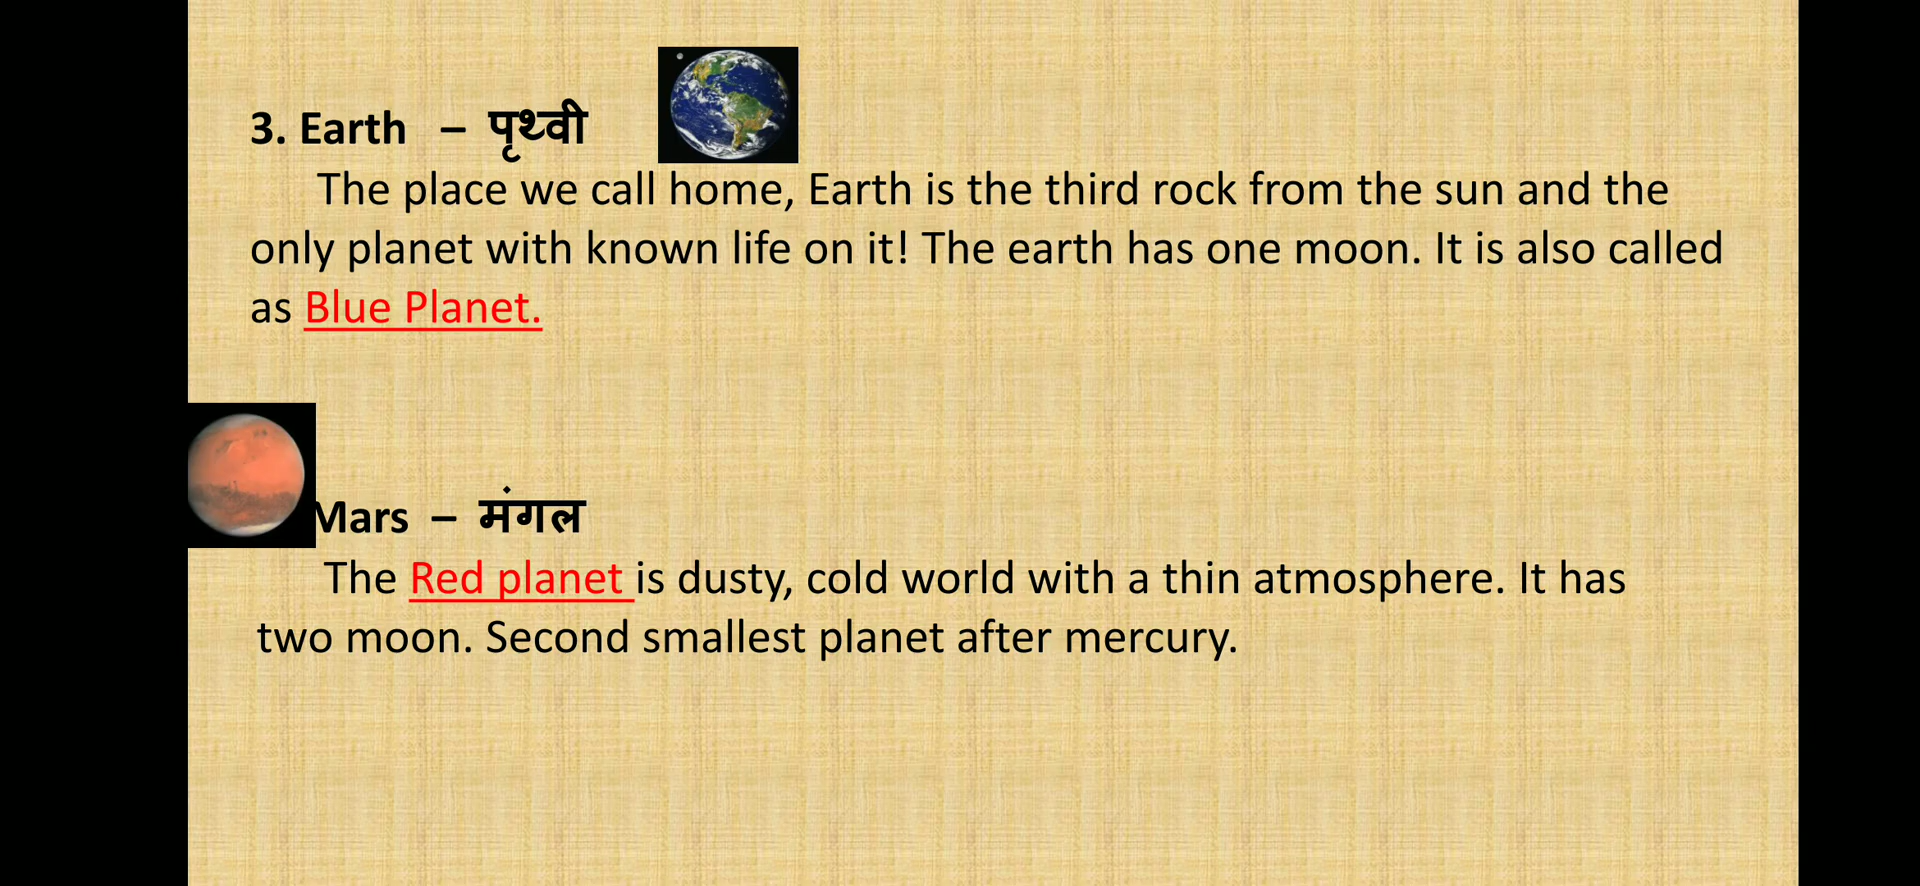 3. Earth – पृथ्वी
The place we call home, Earth is the third rock from the sun and the
only planet with known life on it! The earth has one moon. It is also called
as Blue Planet.
Mars – मंगल
The Red planet is dusty, cold world with a thin atmosphere. It has
two moon. Second smallest planet after mercury.